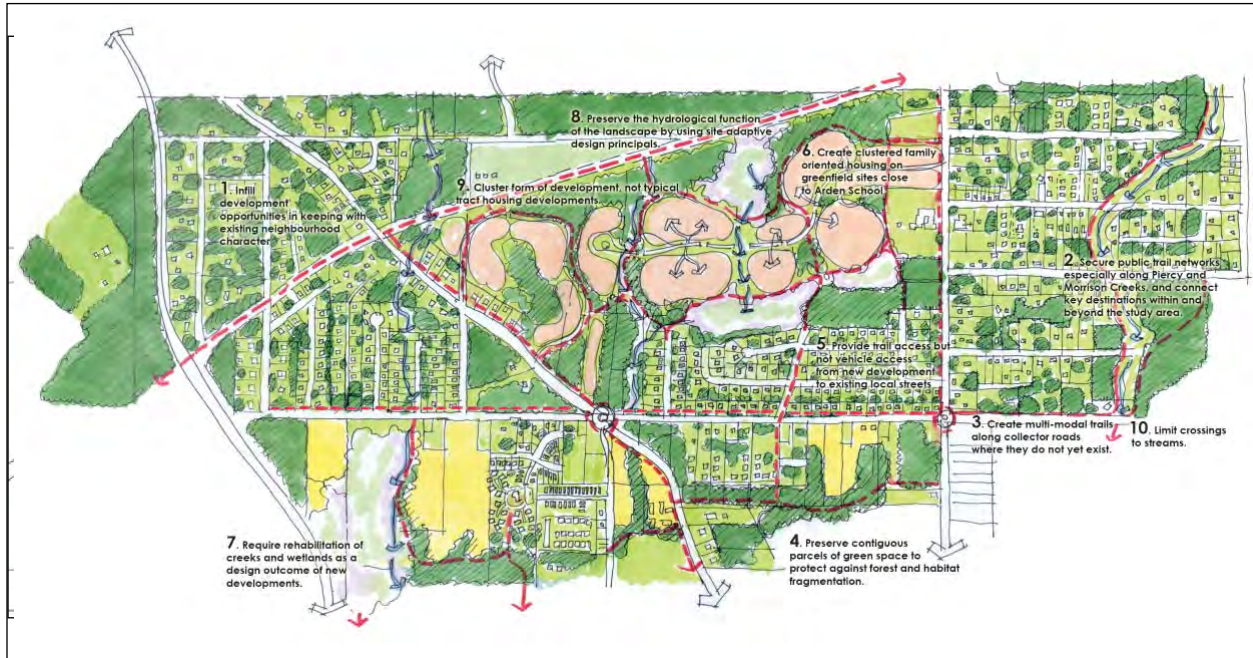 8. Preserve the hydrological function
of the landscape by using site adaptive
design principals.
6. Create clustered family
oriented housing on
greenfield sites close
to Arden School
1. Infill
development
opportunities in keeping with
existing neighbourhood
character
9. Cluster form of development, not typical
tract housing developments.
2. Secure public trail networks
especially along Piercy and
Morrison Creeks, and connect
key destinations within and
beyond the study area.
5. Provide trail access but
not vehicle access
from new development
to existing local streets
3. Create multi-modal trails
along collector roads
where they do not yet exist.
10. Limit crossings
to streams.
7. Require rehabilitation of
creeks and wetlands as a
design outcome of new
developments.
4. Preserve contiguous
parcels of green space to
protect against forest and habitat
fragmentation.